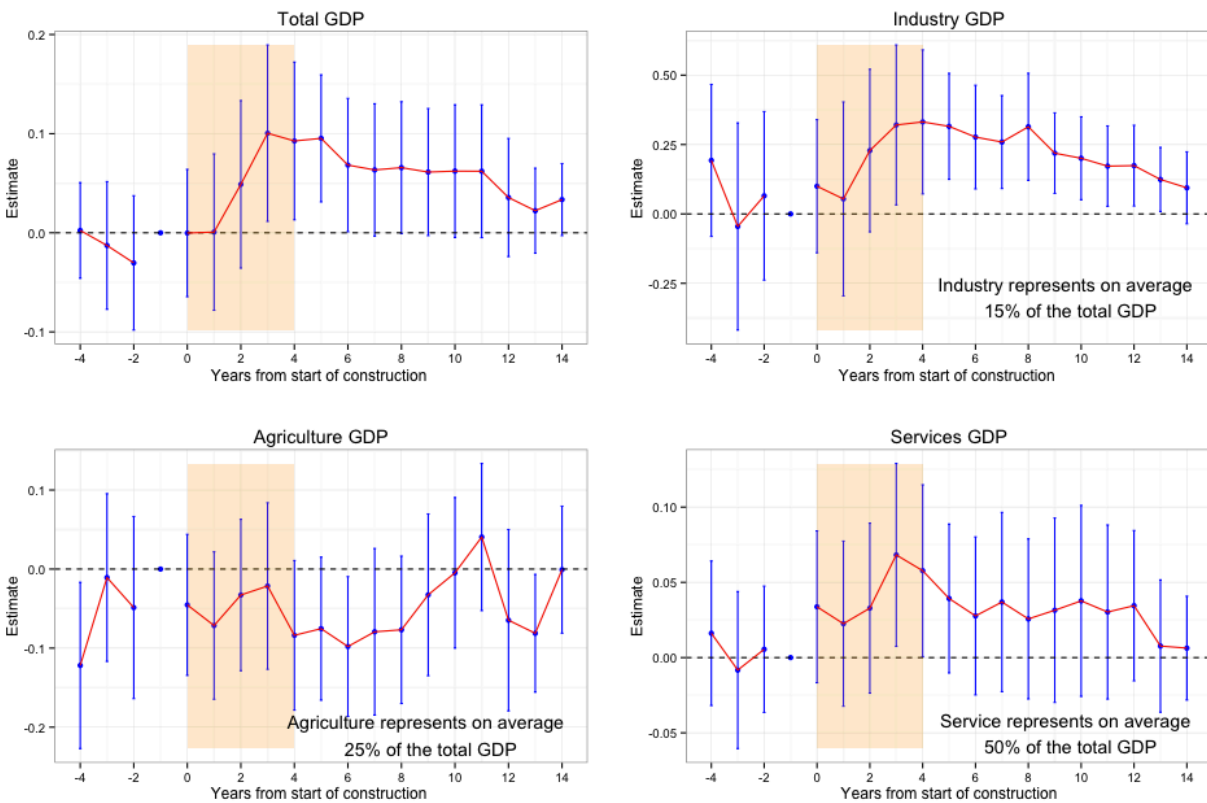 Total GDP
0.2
0.1
0.0
-0.1
Estimate
-4 -2 0 2 4 6 8 10 12 14
Years from start of construction
Industry GDP
0.50
0.25
0.00
-0.25
Estimate
Industry represents on average
15% of the total GDP
-4 -2 0 2 4 6 8 10 12 14
Years from start of construction
Agriculture GDP
0.1
0.0
-0.1
-0.2
Estimate
Agriculture represents on average
25% of the total GDP
-4 -2 0 2 4 6 8 10 12 14
Years from start of construction
Services GDP
0.10
0.05
0.00
-0.05
Estimate
Service represents on average
50% of the total GDP
-4 -2 0 2 4 6 8 10 12 14
Years from start of construction